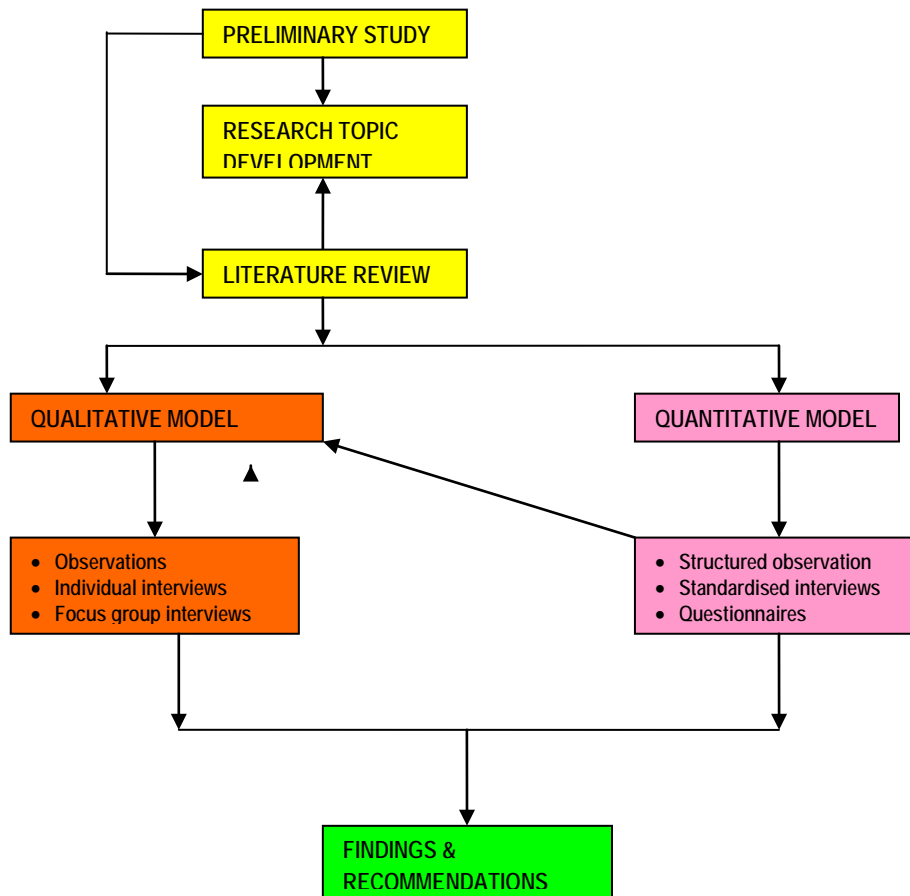 PRELIMINARY STUDY
RESEARCH TOPIC
DEVELOPMENT
LITERATURE REVIEW
QUALITATIVE MODEL
QUANTITATIVE MODEL
• Observations
• Individual interviews
• Focus group interviews
• Structured observation
• Standardised interviews
• Questionnaires
FINDINGS &
RECOMMENDATIONS